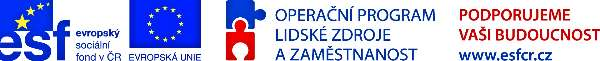 esf evropský
sociální
fond v ČR
EVROPSKÁ UNIE
OPERAČNÍ PROGRAM
LIDSKÉ ZDROJE
A ZAMĚSTNANOST
PODPORUJEME
VAŠI BUDOUCNOST
www.esfcr.cz